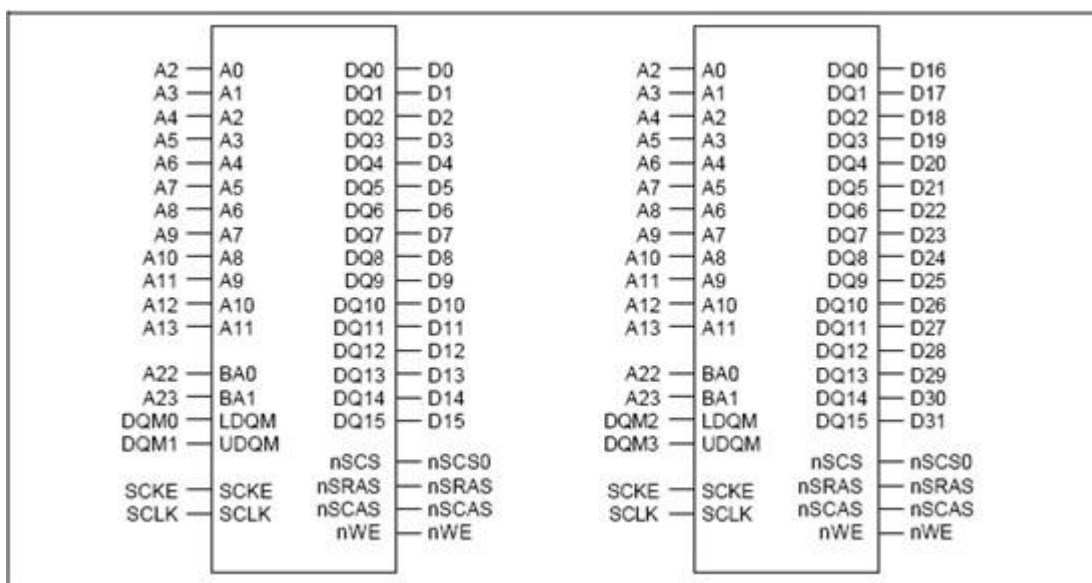 A2 A0 DQ0 D0 A2 A0 DQ0 D16
A3 A1 DQ1 D1 A3 A1 DQ1 D17
A4 A2 DQ2 D2 A4 A2 DQ2 D18
A5 A3 DQ3 D3 A5 A3 DQ3 D19
A6 A4 DQ4 D4 A6 A4 DQ4 D20
A7 A5 DQ5 D5 A7 A5 DQ5 D21
A8 A6 DQ6 D6 A8 A6 DQ6 D22
A9 A7 DQ7 D7 A9 A7 DQ7 D23
A10 A8 DQ8 D8 A10 A8 DQ8 D24
A11 A9 DQ9 D9 A11 A9 DQ9 D25
A12 A10 DQ10 D10 A12 A10 DQ10 D26
A13 A11 DQ11 D11 A13 A11 DQ11 D27
DQ12 D12 DQ12 D28
A22 BA0 DQ13 D13 A22 BA0 DQ13 D29
A23 BA1 DQ14 D14 A23 BA1 DQ14 D30
DQM0 LDQM DQ15 D15 DQM2 LDQM DQ15 D31
DQM1 UDQM DQM3 UDQM
nSCS nSCS0 nSCS nSCS0
SCKE SCKE nSRAS nSRAS SCKE SCKE nSRAS nSRAS
SCLK SCLK nSCAS nSCAS SCLK SCLK nSCAS nSCAS
nWE nWE nWE nWE